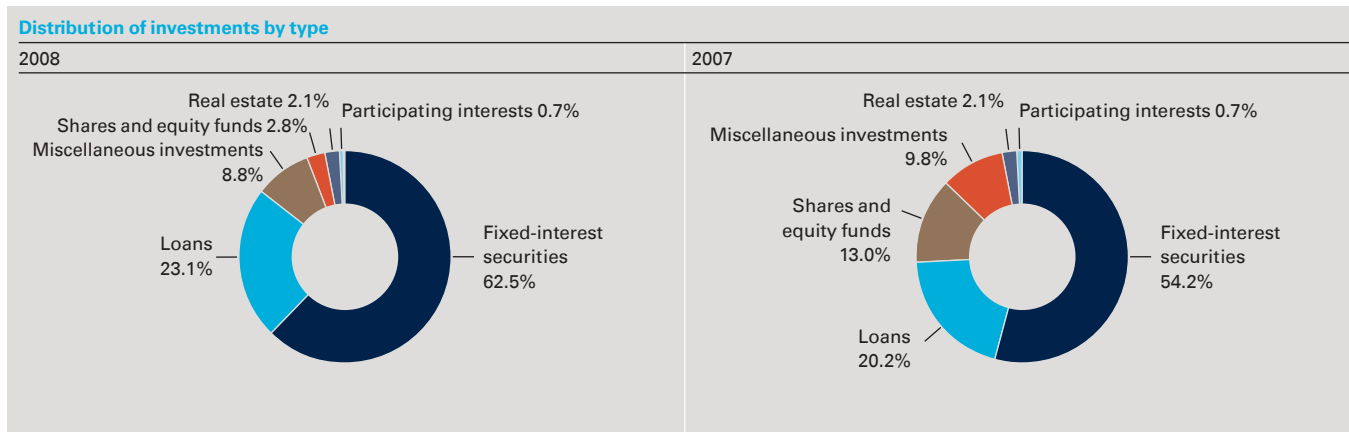 Distribution of investments by type
2008
Real estate 2.1%
Participating interests 0.7%
Shares and equity funds 2.8%
Miscellaneous investments
8.8%
Loans
23.1%
Fixed-interest
securities
62.5%
2007
Real estate 2.1%
Participating interests 0.7%
Miscellaneous investments
9.8%
Shares and
equity funds
13.0%
Loans
20.2%
Fixed-interest
securities
54.2%